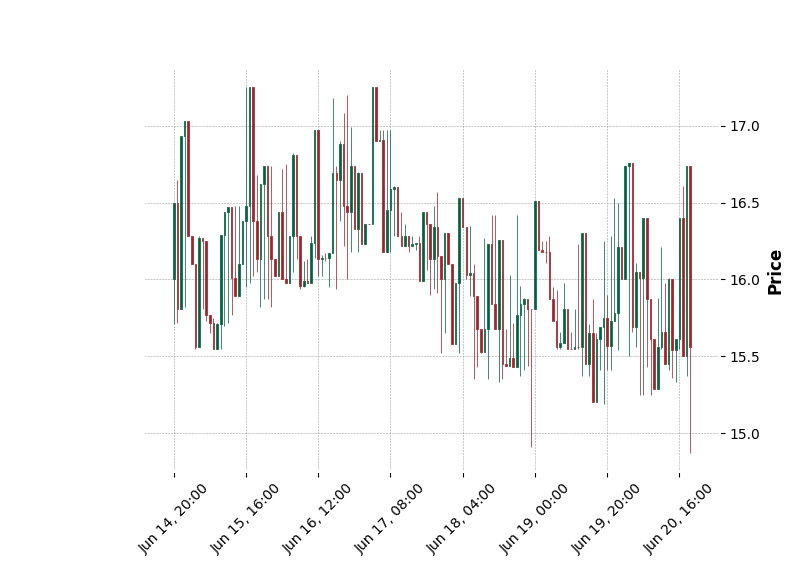 17.0
16.5
16.0
15.5
15.0
Price
Jun 14, 20:00
Jun 15, 16:00
Jun 16, 12:00
Jun 17, 08:00
Jun 18, 04:00
Jun 19, 00:00
Jun 19, 20:00
Jun 20, 16:00